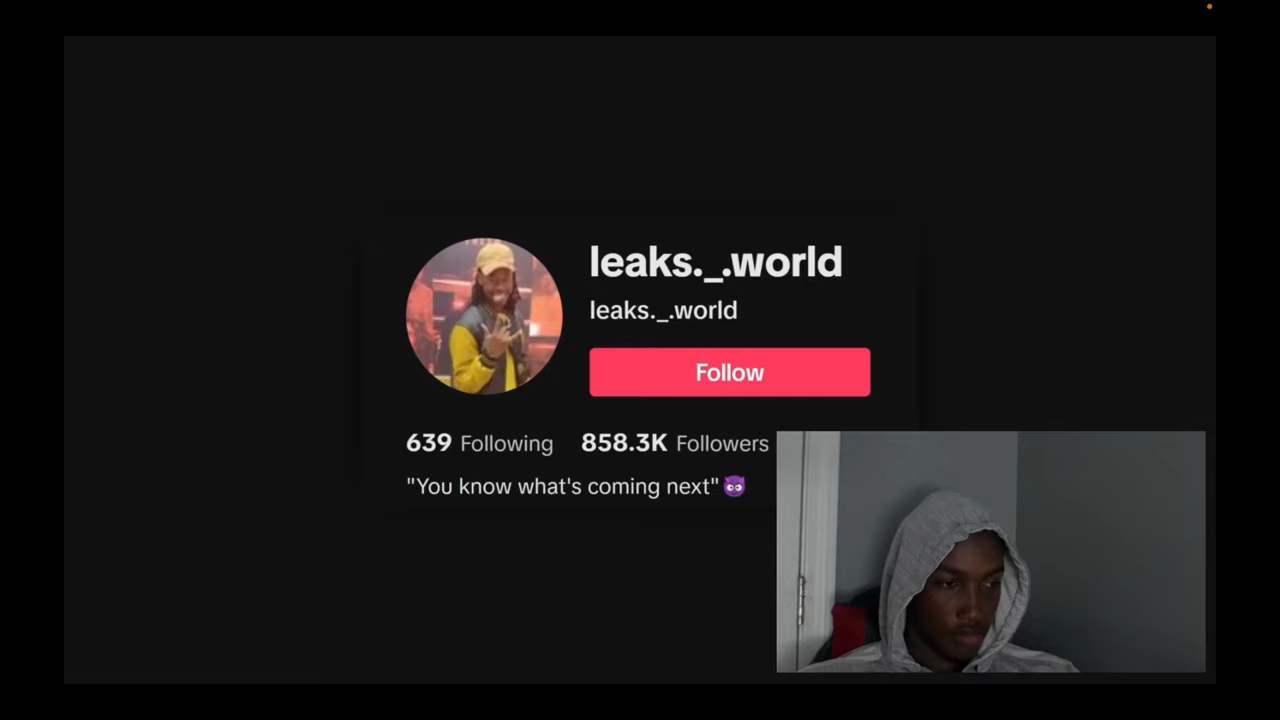 leaks._.world
leaks._.world
Follow
639 Following 858.3K Followers
"You know what's coming next"😈